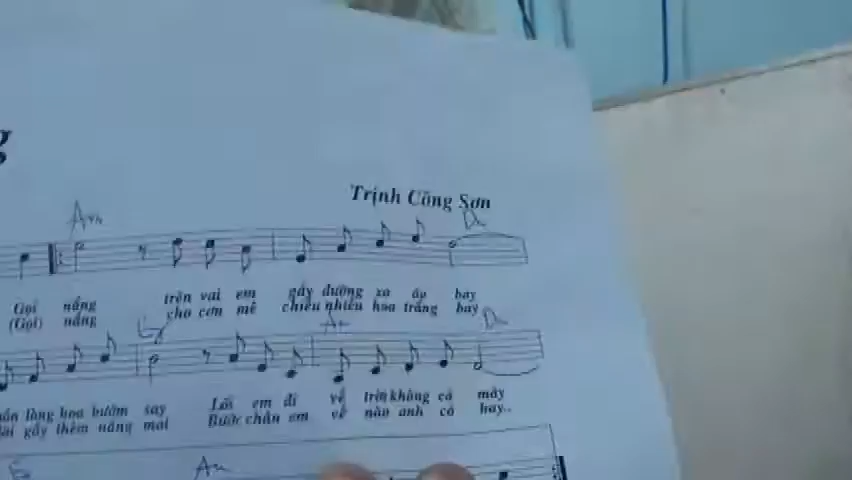 Trịnh Công Sơn
Am Dm
Gọi nắng trên vai em gầy đường xa áo bay
(Gọi) nắng cho cơn mê chiều nhiều hoa trắng bay
G Am Dm
lòng hoa bướm say Lối em đi về trời không có mây
gầy thêm nắng mai Bước chân em về nào anh có hay..
Em Am